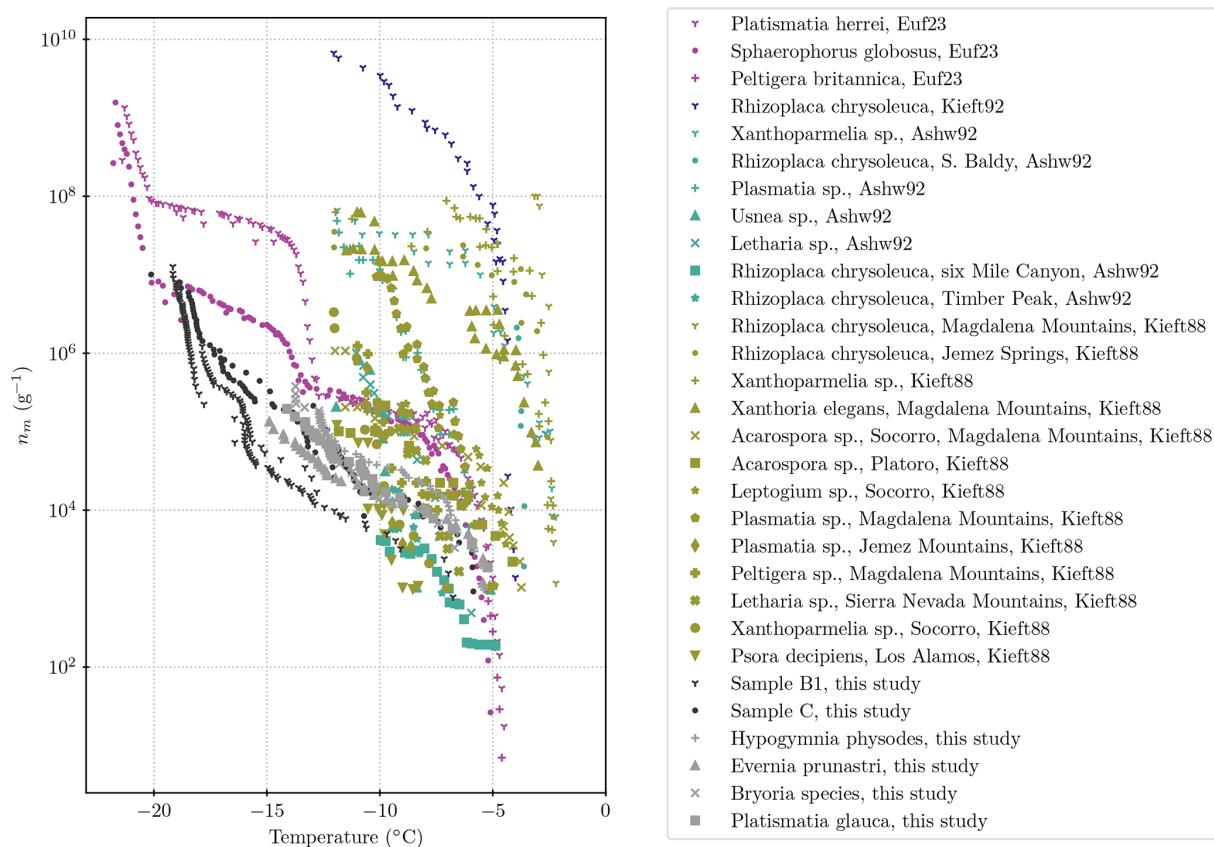 10^10
10^8
10^6
10^4
10^2
n_m (g^−1)
−20 −15 −10 −5 0
Temperature (°C)
Platismatia herrei, Euf23
Sphaerophorus globosus, Euf23
Peltigera britannica, Euf23
Rhizoplaca chrysoleuca, Kieft92
Xanthoparmelia sp., Ashw92
Rhizoplaca chrysoleuca, S. Baldy, Ashw92
Plasmatia sp., Ashw92
Usnea sp., Ashw92
Letharia sp., Ashw92
Rhizoplaca chrysoleuca, six Mile Canyon, Ashw92
Rhizoplaca chrysoleuca, Timber Peak, Ashw92
Rhizoplaca chrysoleuca, Magdalena Mountains, Kieft88
Rhizoplaca chrysoleuca, Jemez Springs, Kieft88
Xanthoparmelia sp., Kieft88
Xanthoria elegans, Magdalena Mountains, Kieft88
Acarospora sp., Socorro, Magdalena Mountains, Kieft88
Acarospora sp., Platoro, Kieft88
Leptogium sp., Socorro, Kieft88
Plasmatia sp., Magdalena Mountains, Kieft88
Plasmatia sp., Jemez Mountains, Kieft88
Peltigera sp., Magdalena Mountains, Kieft88
Letharia sp., Sierra Nevada Mountains, Kieft88
Xanthoparmelia sp., Socorro, Kieft88
Psora decipiens, Los Alamos, Kieft88
Sample B1, this study
Sample C, this study
Hypogymnia physodes, this study
Evernia prunastri, this study
Bryoria species, this study
Platismatia glauca, this study